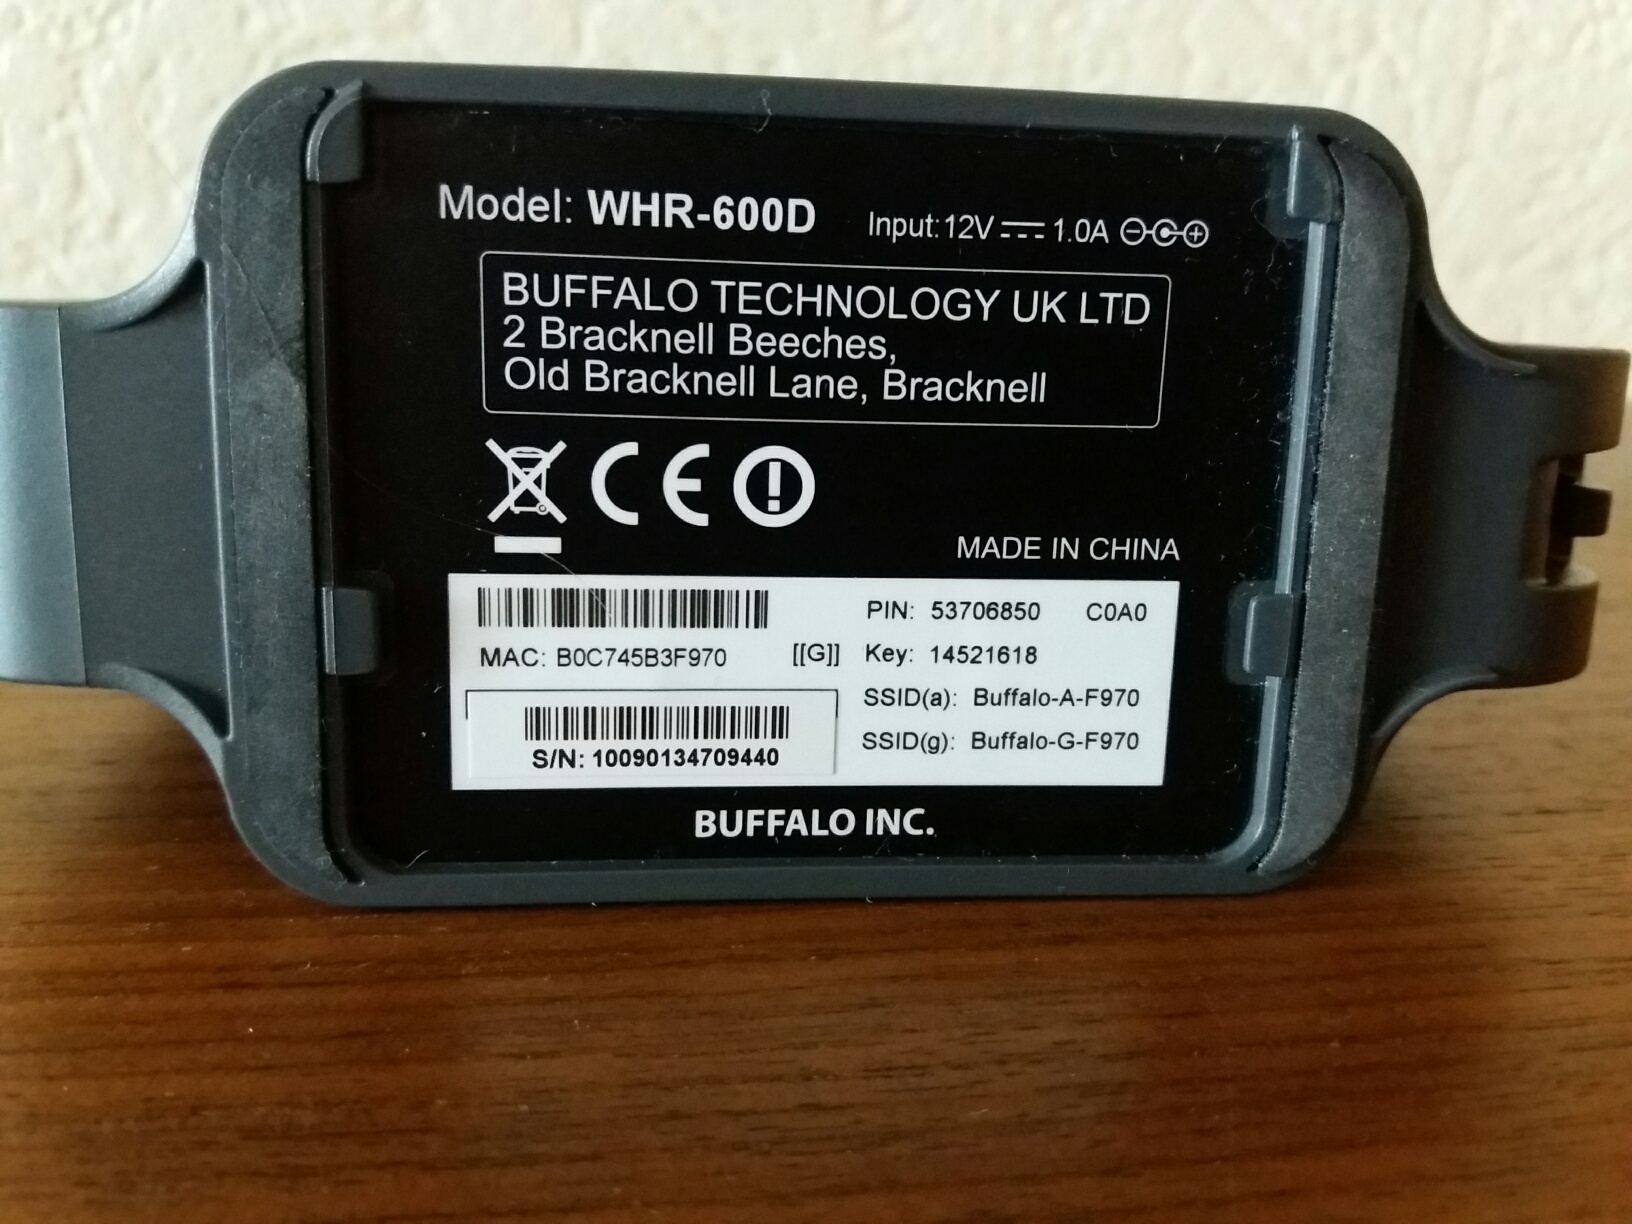 Model: WHR-600D Input: 12V 1.0A
BUFFALO TECHNOLOGY UK LTD
2 Bracknell Beeches,
Old Bracknell Lane, Bracknell
CE
MADE IN CHINA
MAC: B0C745B3F970 [[G]]
S/N: 10090134709440
PIN: 53706850 C0A0
Key: 14521618
SSID(a): Buffalo-A-F970
SSID(g): Buffalo-G-F970
BUFFALO INC.